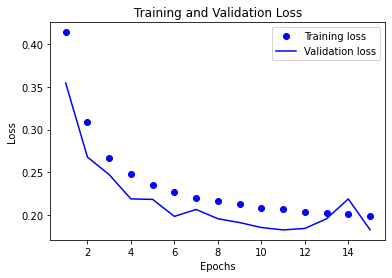 Training and Validation Loss
Training loss
Validation loss
0.40
0.35
0.30
0.25
0.20
Loss
2 4 6 8 10 12 14
Epochs